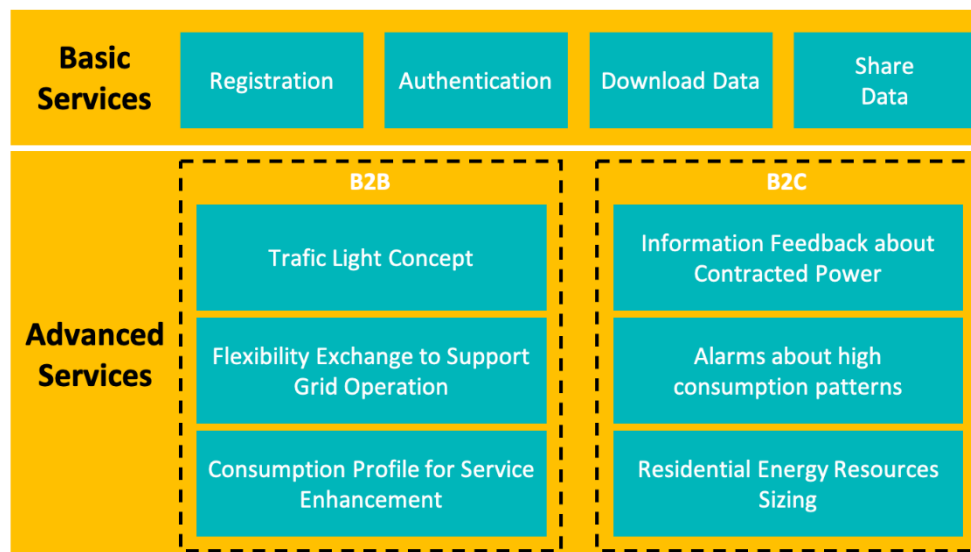 Basic
Services
Registration
Authentication
Download Data
Share
Data
Advanced
Services
B2B
Trafic Light Concept
Flexibility Exchange to Support
Grid Operation
Consumption Profile for Service
Enhancement
B2C
Information Feedback about
Contracted Power
Alarms about high
consumption patterns
Residential Energy Resources
Sizing